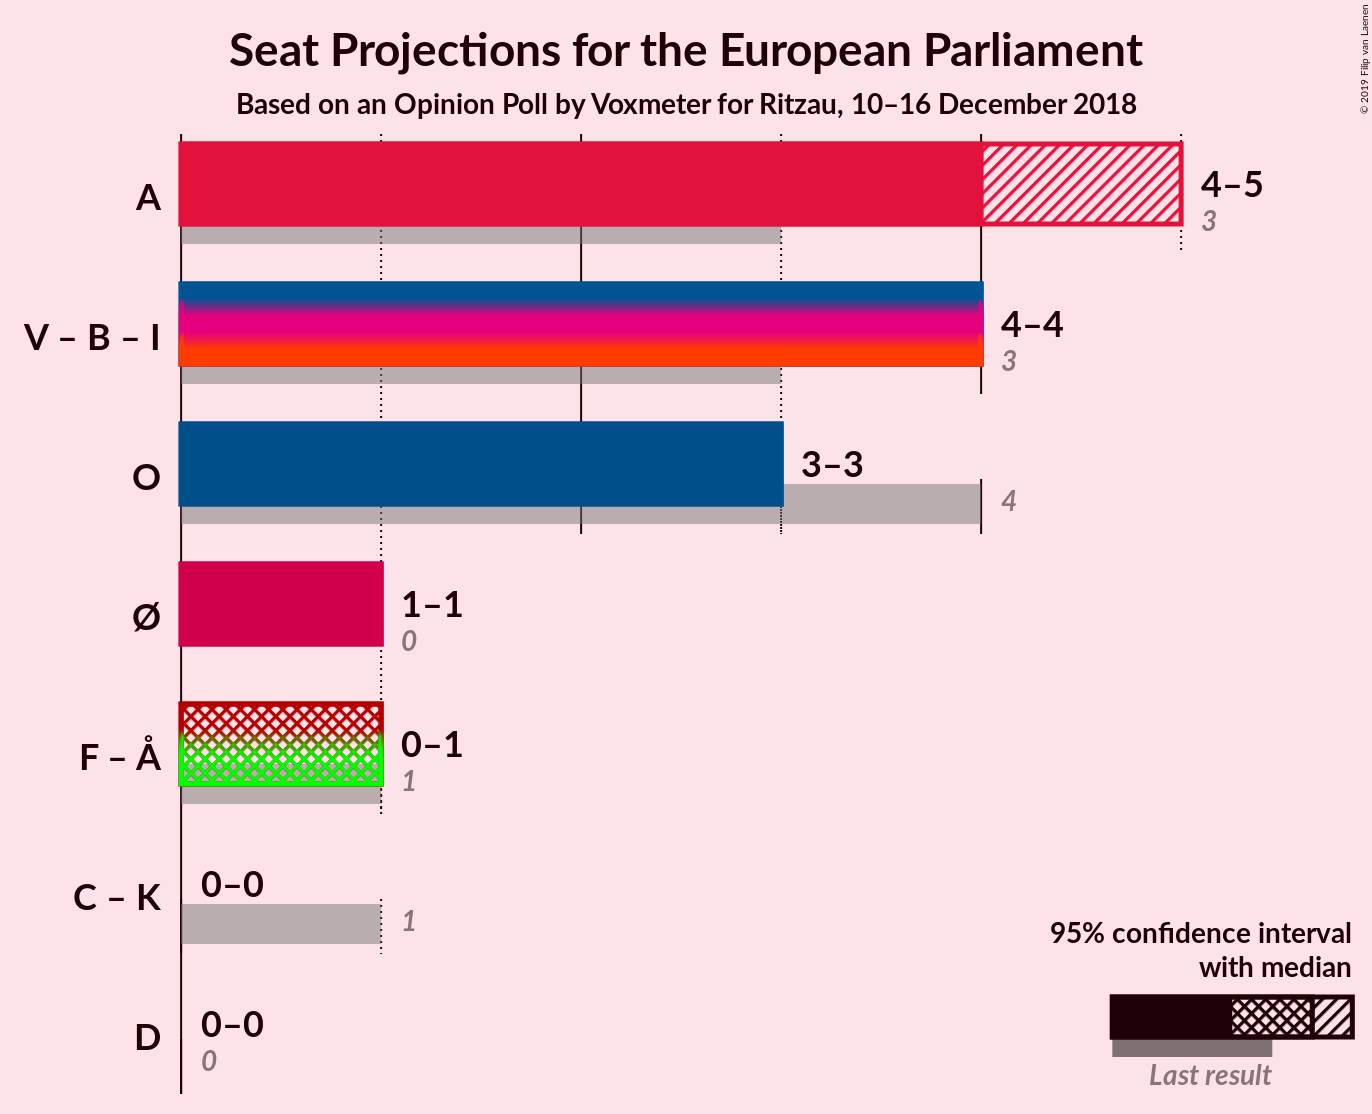 Seat Projections for the European Parliament
Based on an Opinion Poll by Voxmeter for Ritzau, 10–16 December 2018
© 2019 Filip van Laenen
A
4–5
3
V – B – I
4–4
3
O
3–3
4
Ø
1–1
0
F – Å
0–1
1
C – K
0–0
1
D
0–0
0
95% confidence interval
with median
Last result